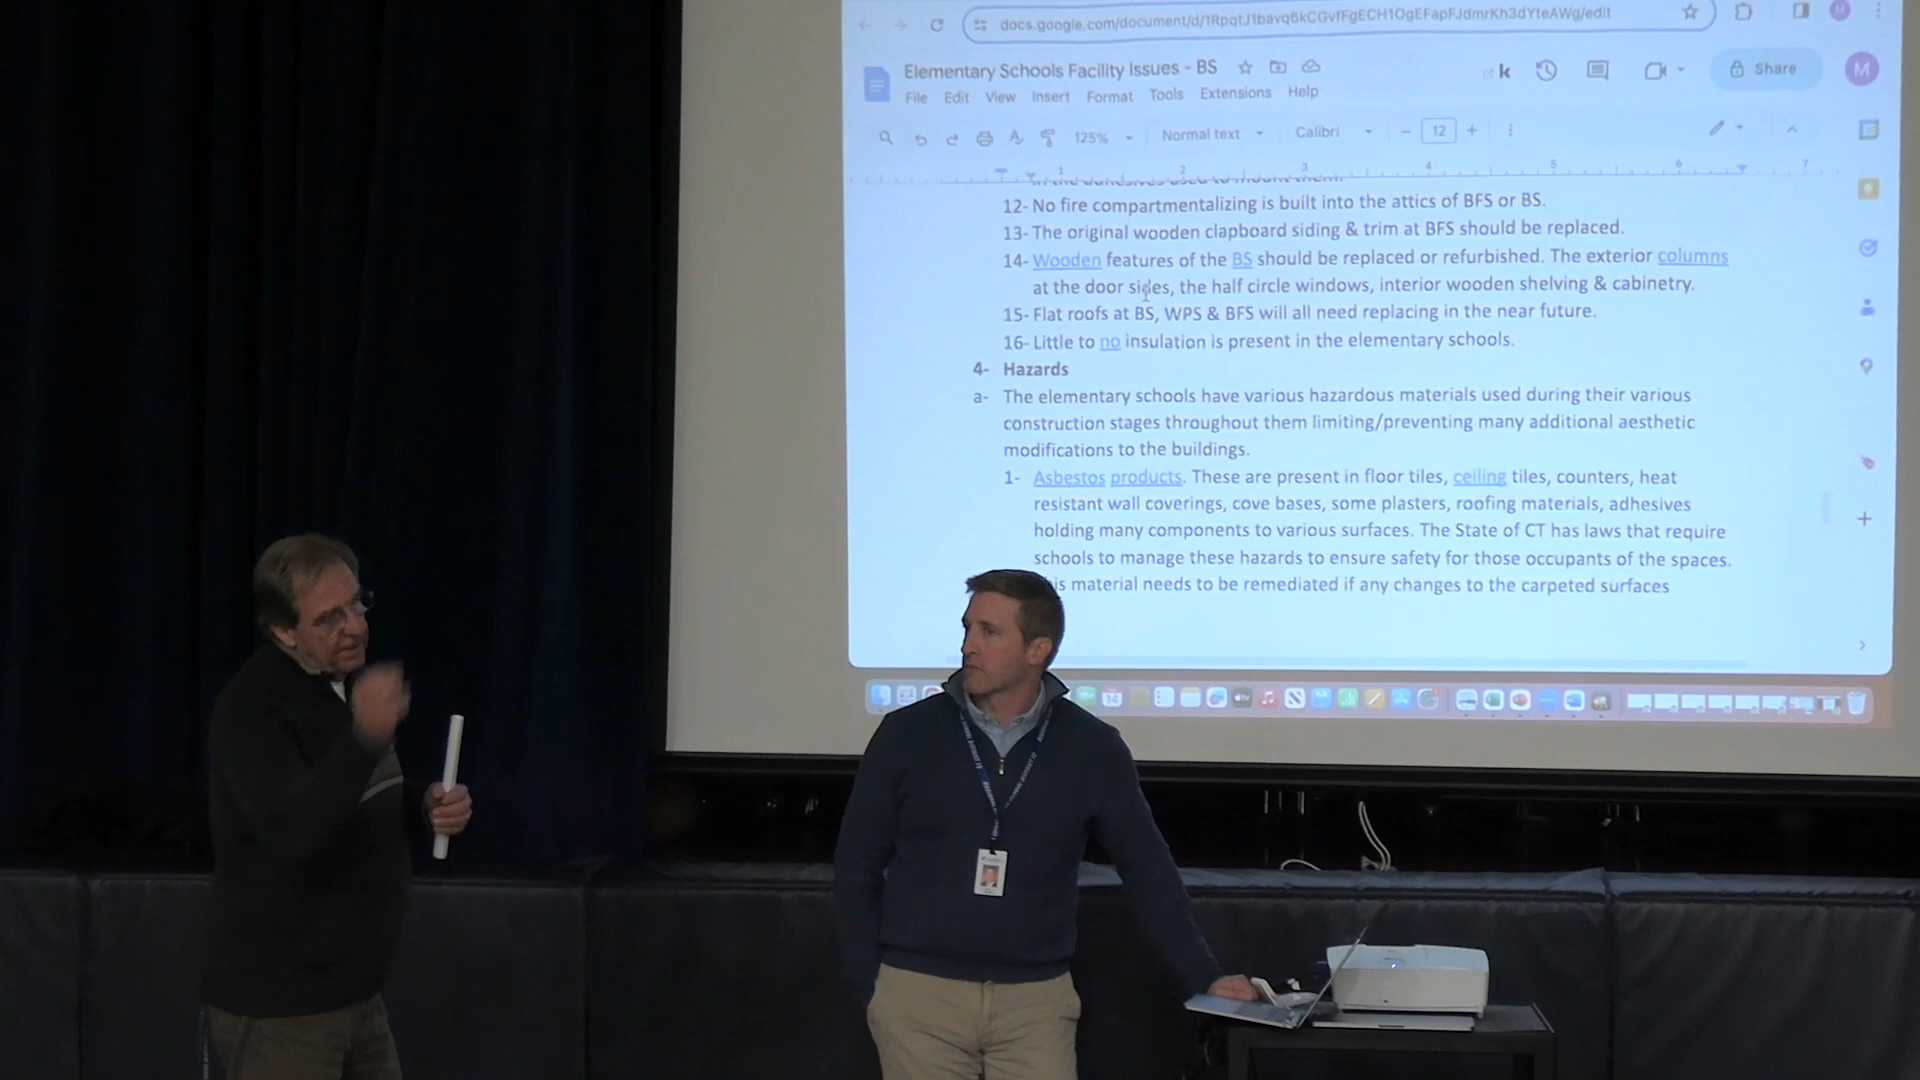 docs.google.com/document/d/1RpqtJ1bavq6kCGvfFgECH1OgEFapFJdmrKh3dYteAWg/edit
Elementary Schools Facility Issues - BS
k
Share
M
File Edit View Insert Format Tools Extensions Help
125% Normal text Calibri - 12 +
1 2 3 4 5 6 7
12- No fire compartmentalizing is built into the attics of BFS or BS.
13- The original wooden clapboard siding & trim at BFS should be replaced.
14- Wooden features of the BS should be replaced or refurbished. The exterior columns
at the door sides, the half circle windows, interior wooden shelving & cabinetry.
15- Flat roofs at BS, WPS & BFS will all need replacing in the near future.
16- Little to no insulation is present in the elementary schools.
4- Hazards
a- The elementary schools have various hazardous materials used during their various
construction stages throughout them limiting/preventing many additional aesthetic
modifications to the buildings.
1- Asbestos products. These are present in floor tiles, ceiling tiles, counters, heat
resistant wall coverings, cove bases, some plasters, roofing materials, adhesives
holding many components to various surfaces. The State of CT has laws that require
schools to manage these hazards to ensure safety for those occupants of the spaces.
is material needs to be remediated if any changes to the carpeted surfaces